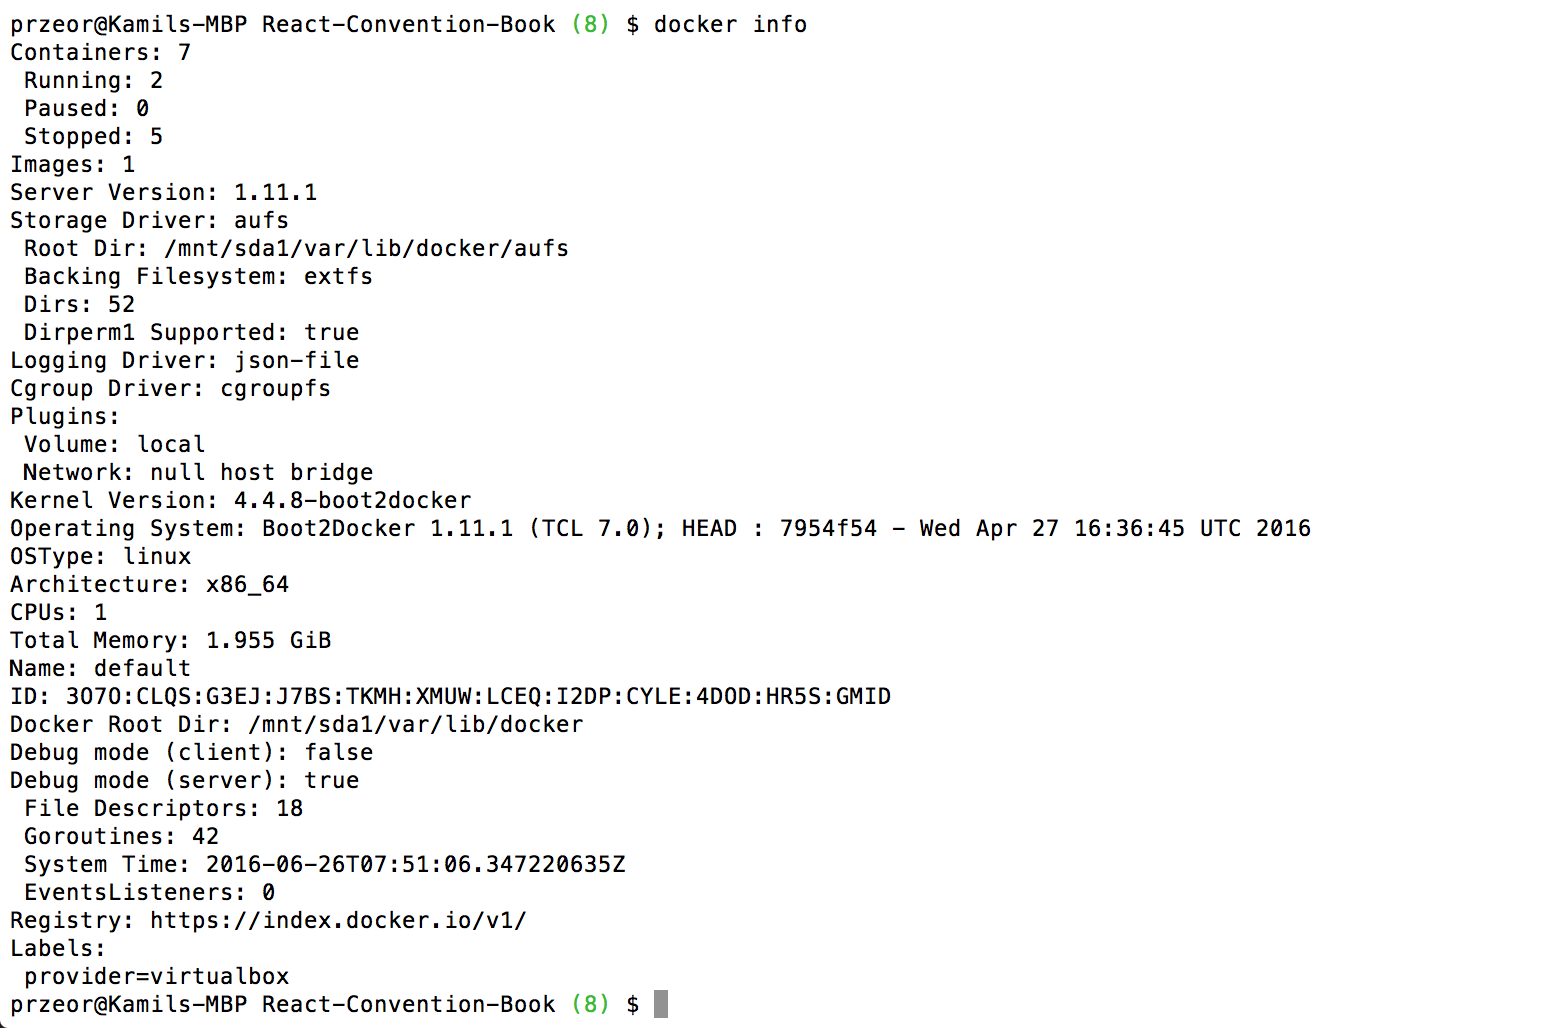 przeor@Kamils-MBP React-Convention-Book (8) $ docker info
Containers: 7
 Running: 2
 Paused: 0
 Stopped: 5
Images: 1
Server Version: 1.11.1
Storage Driver: aufs
 Root Dir: /mnt/sda1/var/lib/docker/aufs
 Backing Filesystem: extfs
 Dirs: 52
 Dirperm1 Supported: true
Logging Driver: json-file
Cgroup Driver: cgroupfs
Plugins:
 Volume: local
 Network: null host bridge
Kernel Version: 4.4.8-boot2docker
Operating System: Boot2Docker 1.11.1 (TCL 7.0); HEAD : 7954f54 - Wed Apr 27 16:36:45 UTC 2016
OSType: linux
Architecture: x86_64
CPUs: 1
Total Memory: 1.955 GiB
Name: default
ID: 3O7O:CLQS:G3EJ:J7BS:TKMH:XMUW:LCEQ:I2DP:CYLE:4DOD:HR5S:GMID
Docker Root Dir: /mnt/sda1/var/lib/docker
Debug mode (client): false
Debug mode (server): true
 File Descriptors: 18
 Goroutines: 42
 System Time: 2016-06-26T07:51:06.347220635Z
 EventsListeners: 0
Registry: https://index.docker.io/v1/
Labels:
 provider=virtualbox
przeor@Kamils-MBP React-Convention-Book (8) $